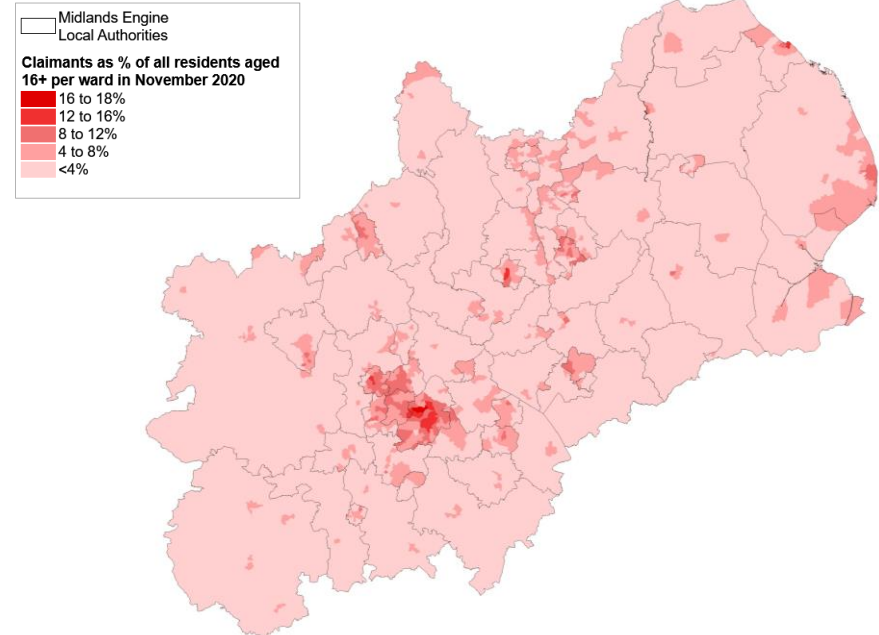 Midlands Engine
Local Authorities
Claimants as % of all residents aged
16+ per ward in November 2020
16 to 18%
12 to 16%
8 to 12%
4 to 8%
<4%